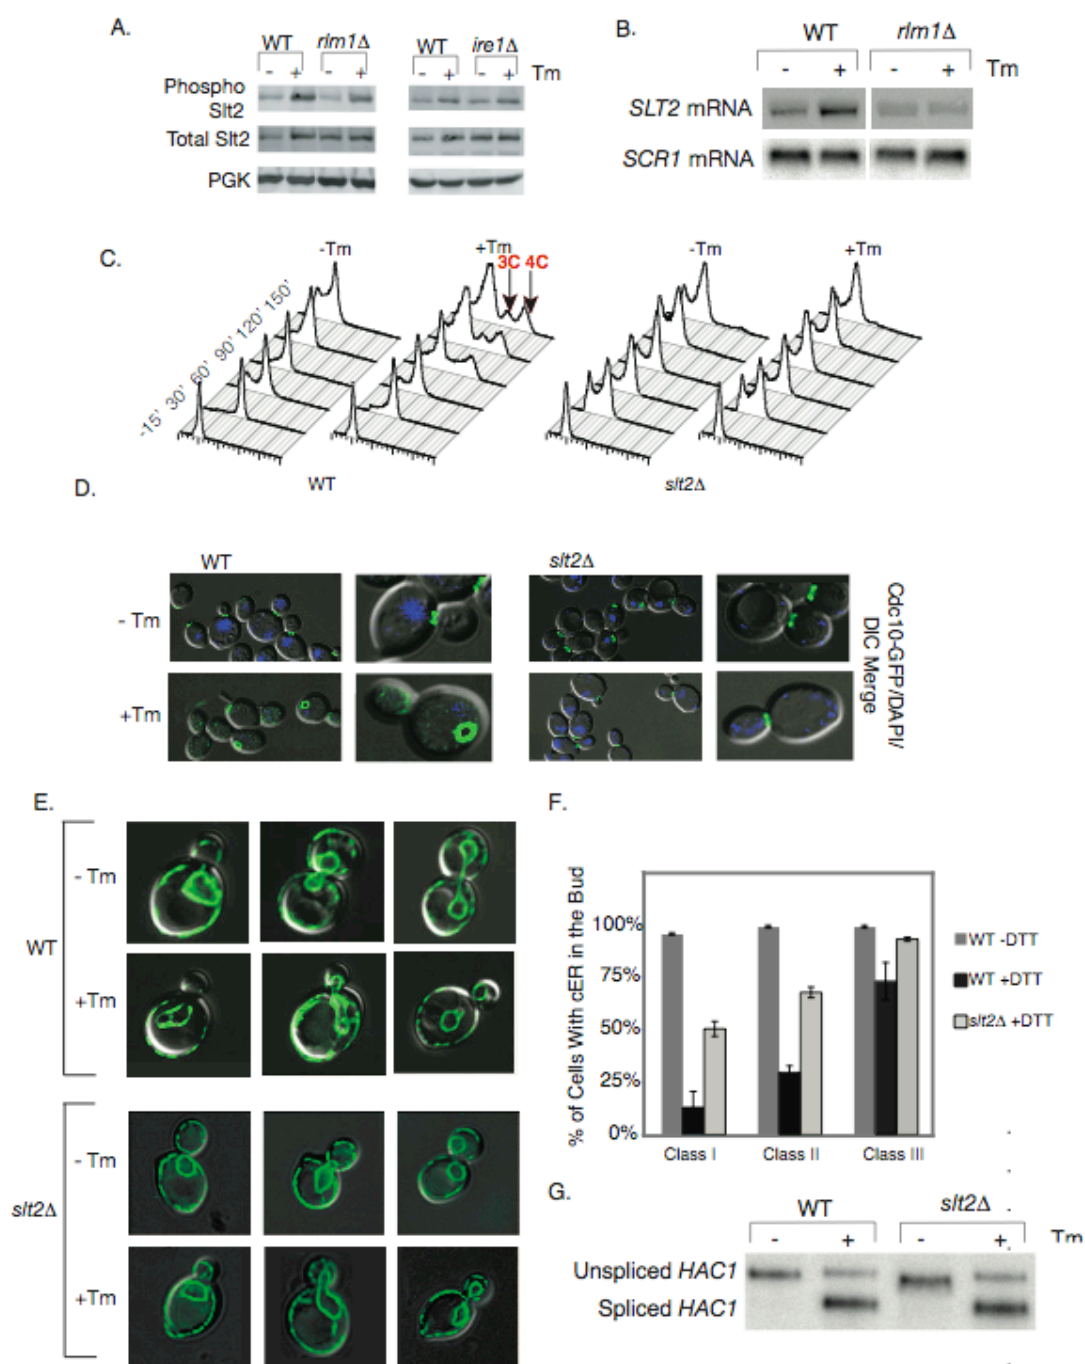 A.
WT rlm1Δ WT ire1Δ
- + - + - + - + Tm
Phospho
Slt2
Total Slt2
PGK
B.
WT rlm1Δ
- + - + Tm
SLT2 mRNA
SCR1 mRNA
C.
-Tm +Tm -Tm +Tm
3C 4C
-15' 30' 60' 90' 120' 150'
WT slt2Δ
D.
WT slt2Δ
- Tm
+Tm
Cdc10-GFP/DAPI/
DIC Merge
E.
WT
- Tm
+Tm
slt2Δ
- Tm
+Tm
F.
% of Cells With cER in the Bud
100%
75%
50%
25%
0%
Class I Class II Class III
WT -DTT
WT +DTT
slt2Δ +DTT
G.
WT slt2Δ
- + - + Tm
Unspliced HAC1
Spliced HAC1